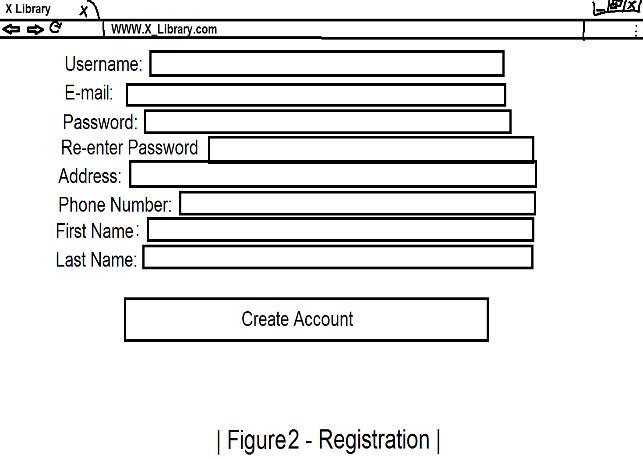 X Library X
WWW.X_Library.com
Username:
E-mail:
Password:
Re-enter Password
Address:
Phone Number:
First Name:
Last Name:
Create Account
| Figure2 - Registration |